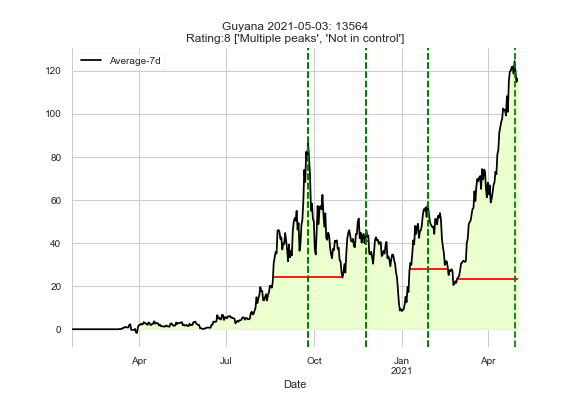 Guyana 2021-05-03: 13564
Rating:8 ['Multiple peaks', 'Not in control']
Average-7d
120
100
80
60
40
20
0
Apr
Jul
Oct
Jan
2021
Apr
Date